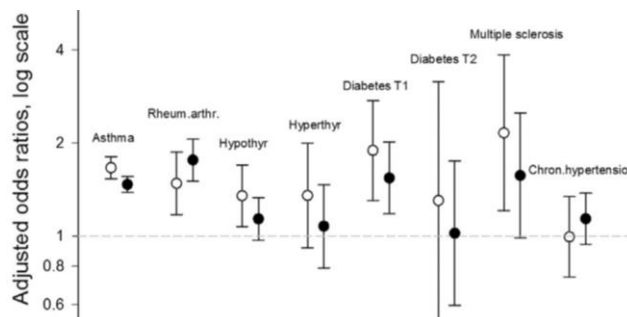 Adjusted odds ratios, log scale
4
2
1
0.8
0.6
Asthma
Rheum.arthr.
Hypothyr
Hyperthyr
Diabetes T1
Diabetes T2
Multiple sclerosis
Chron.hypertensio